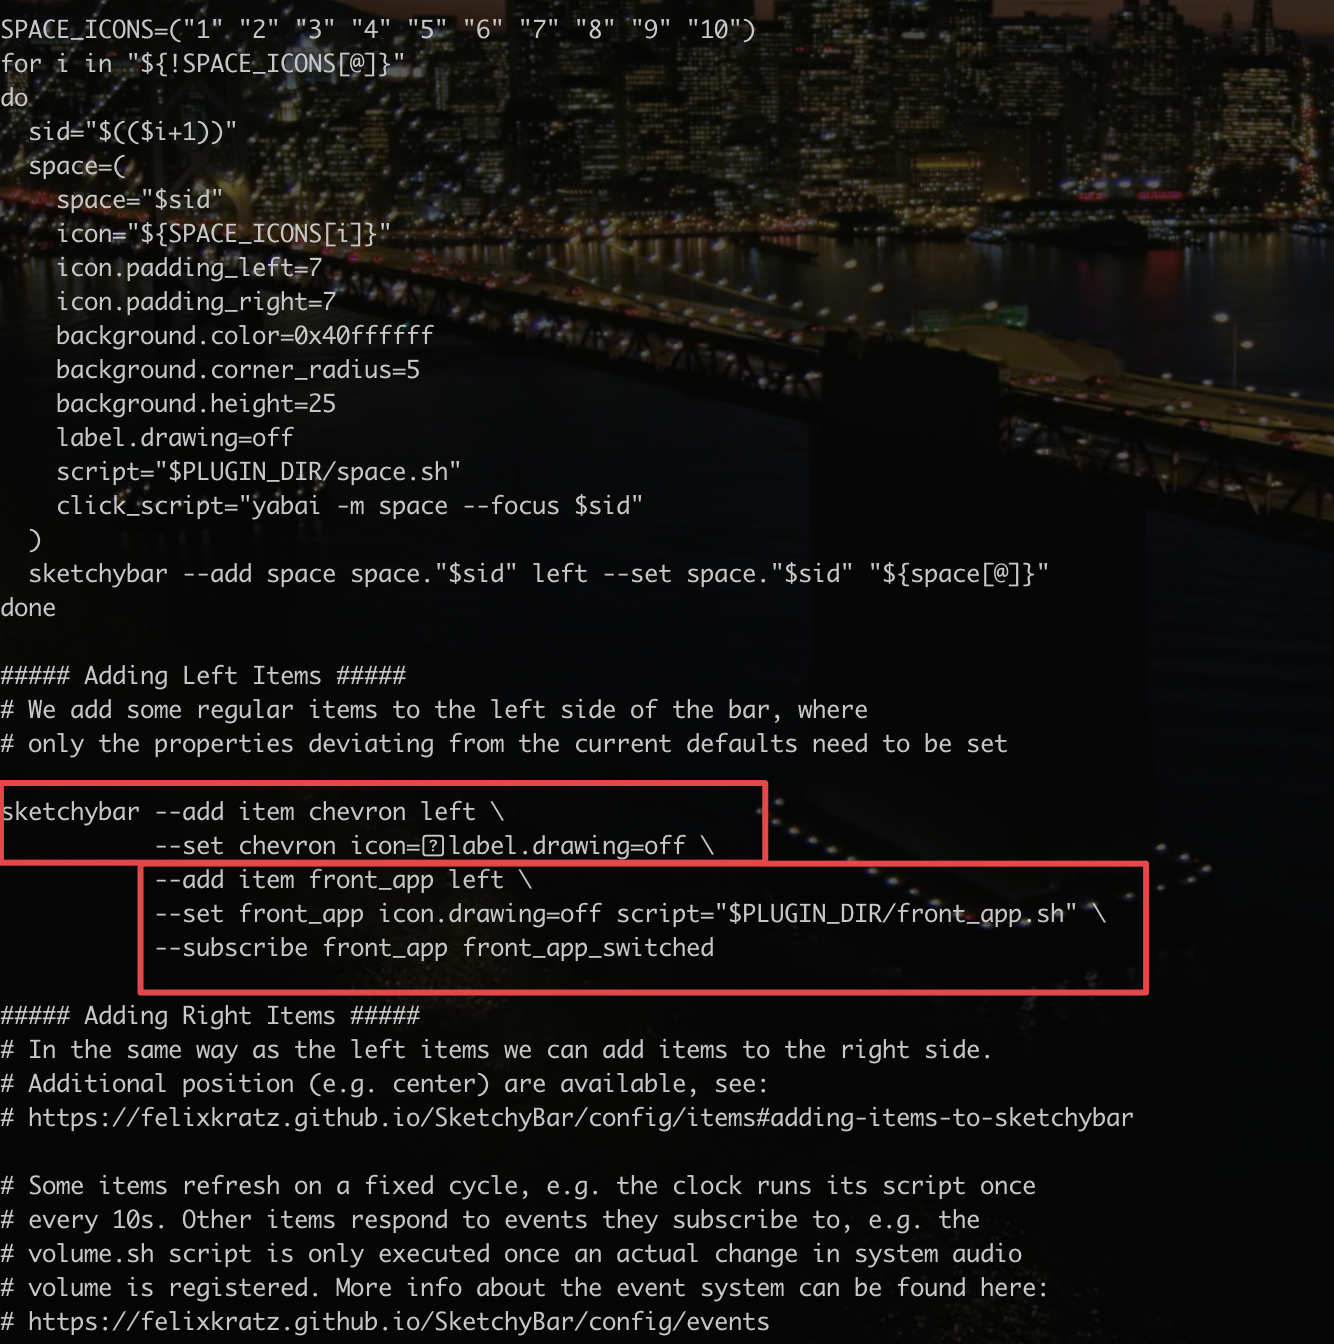 SPACE_ICONS=("1" "2" "3" "4" "5" "6" "7" "8" "9" "10")
for i in "${!SPACE_ICONS[@]}"
do
  sid="$(($i+1))"
  space=(
    space="$sid"
    icon="${SPACE_ICONS[i]}"
    icon.padding_left=7
    icon.padding_right=7
    background.color=0x40ffffff
    background.corner_radius=5
    background.height=25
    label.drawing=off
    script="$PLUGIN_DIR/space.sh"
    click_script="yabai -m space --focus $sid"
  )
  sketchybar --add space space."$sid" left --set space."$sid" "${space[@]}"
done

##### Adding Left Items #####
# We add some regular items to the left side of the bar, where
# only the properties deviating from the current defaults need to be set

sketchybar --add item chevron left \
           --set chevron icon=⍰label.drawing=off \
           --add item front_app left \
           --set front_app icon.drawing=off script="$PLUGIN_DIR/front_app.sh" \
           --subscribe front_app front_app_switched

##### Adding Right Items #####
# In the same way as the left items we can add items to the right side.
# Additional position (e.g. center) are available, see:
# https://felixkratz.github.io/SketchyBar/config/items#adding-items-to-sketchybar

# Some items refresh on a fixed cycle, e.g. the clock runs its script once
# every 10s. Other items respond to events they subscribe to, e.g. the
# volume.sh script is only executed once an actual change in system audio
# volume is registered. More info about the event system can be found here:
# https://felixkratz.github.io/SketchyBar/config/events